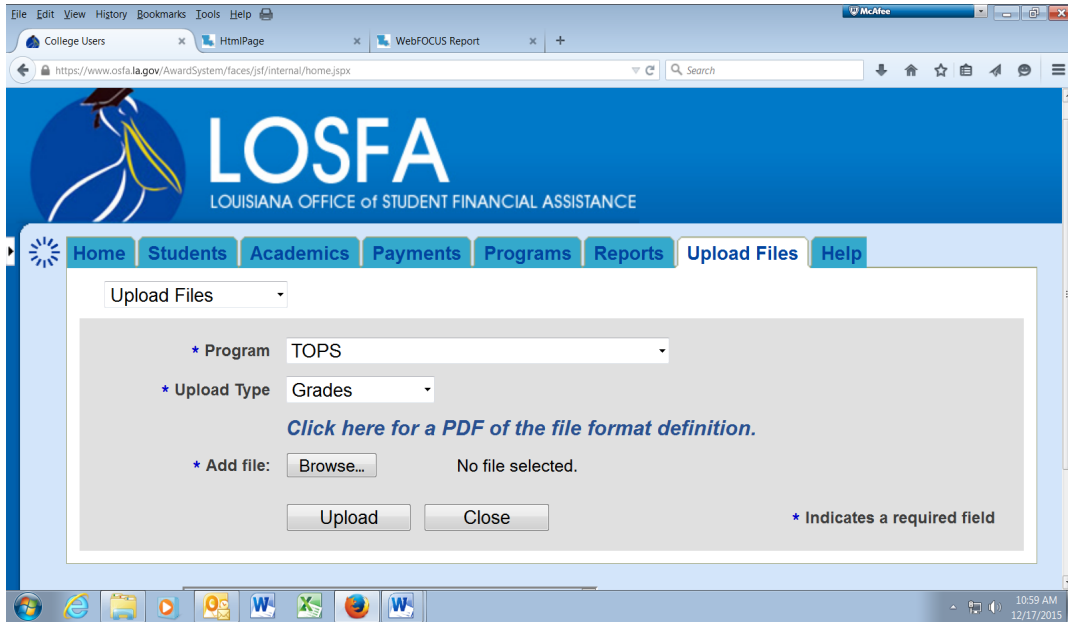 File Edit View History Bookmarks Tools Help
McAfee
College Users × HtmlPage × WebFOCUS Report × +
https://www.osfa.la.gov/AwardSystem/faces/jsf/internal/home.jspx
Search
LOSFA
LOUISIANA OFFICE of STUDENT FINANCIAL ASSISTANCE
Home Students Academics Payments Programs Reports Upload Files Help
Upload Files
* Program TOPS
* Upload Type Grades
Click here for a PDF of the file format definition.
* Add file: Browse... No file selected.
Upload Close * Indicates a required field
10:59 AM
12/17/2015